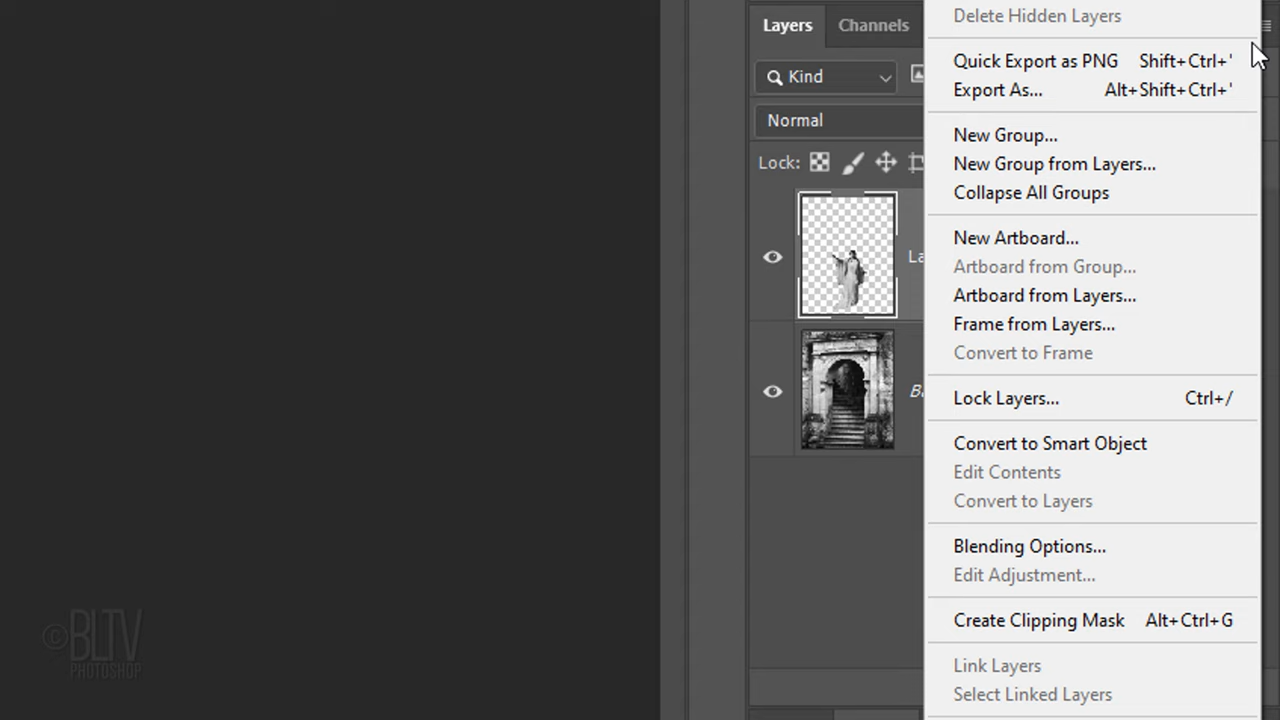 Layers Channels
Delete Hidden Layers
Quick Export as PNG Shift+Ctrl+'
Kind
Export As... Alt+Shift+Ctrl+'
Normal
New Group...
Lock:
New Group from Layers...
Collapse All Groups
New Artboard...
La
Artboard from Group...
Artboard from Layers...
Frame from Layers...
Convert to Frame
Ba
Lock Layers... Ctrl+/
Convert to Smart Object
Edit Contents
Convert to Layers
Blending Options...
Edit Adjustment...
Create Clipping Mask Alt+Ctrl+G
Link Layers
Select Linked Layers
©BLTV
PHOTOSHOP